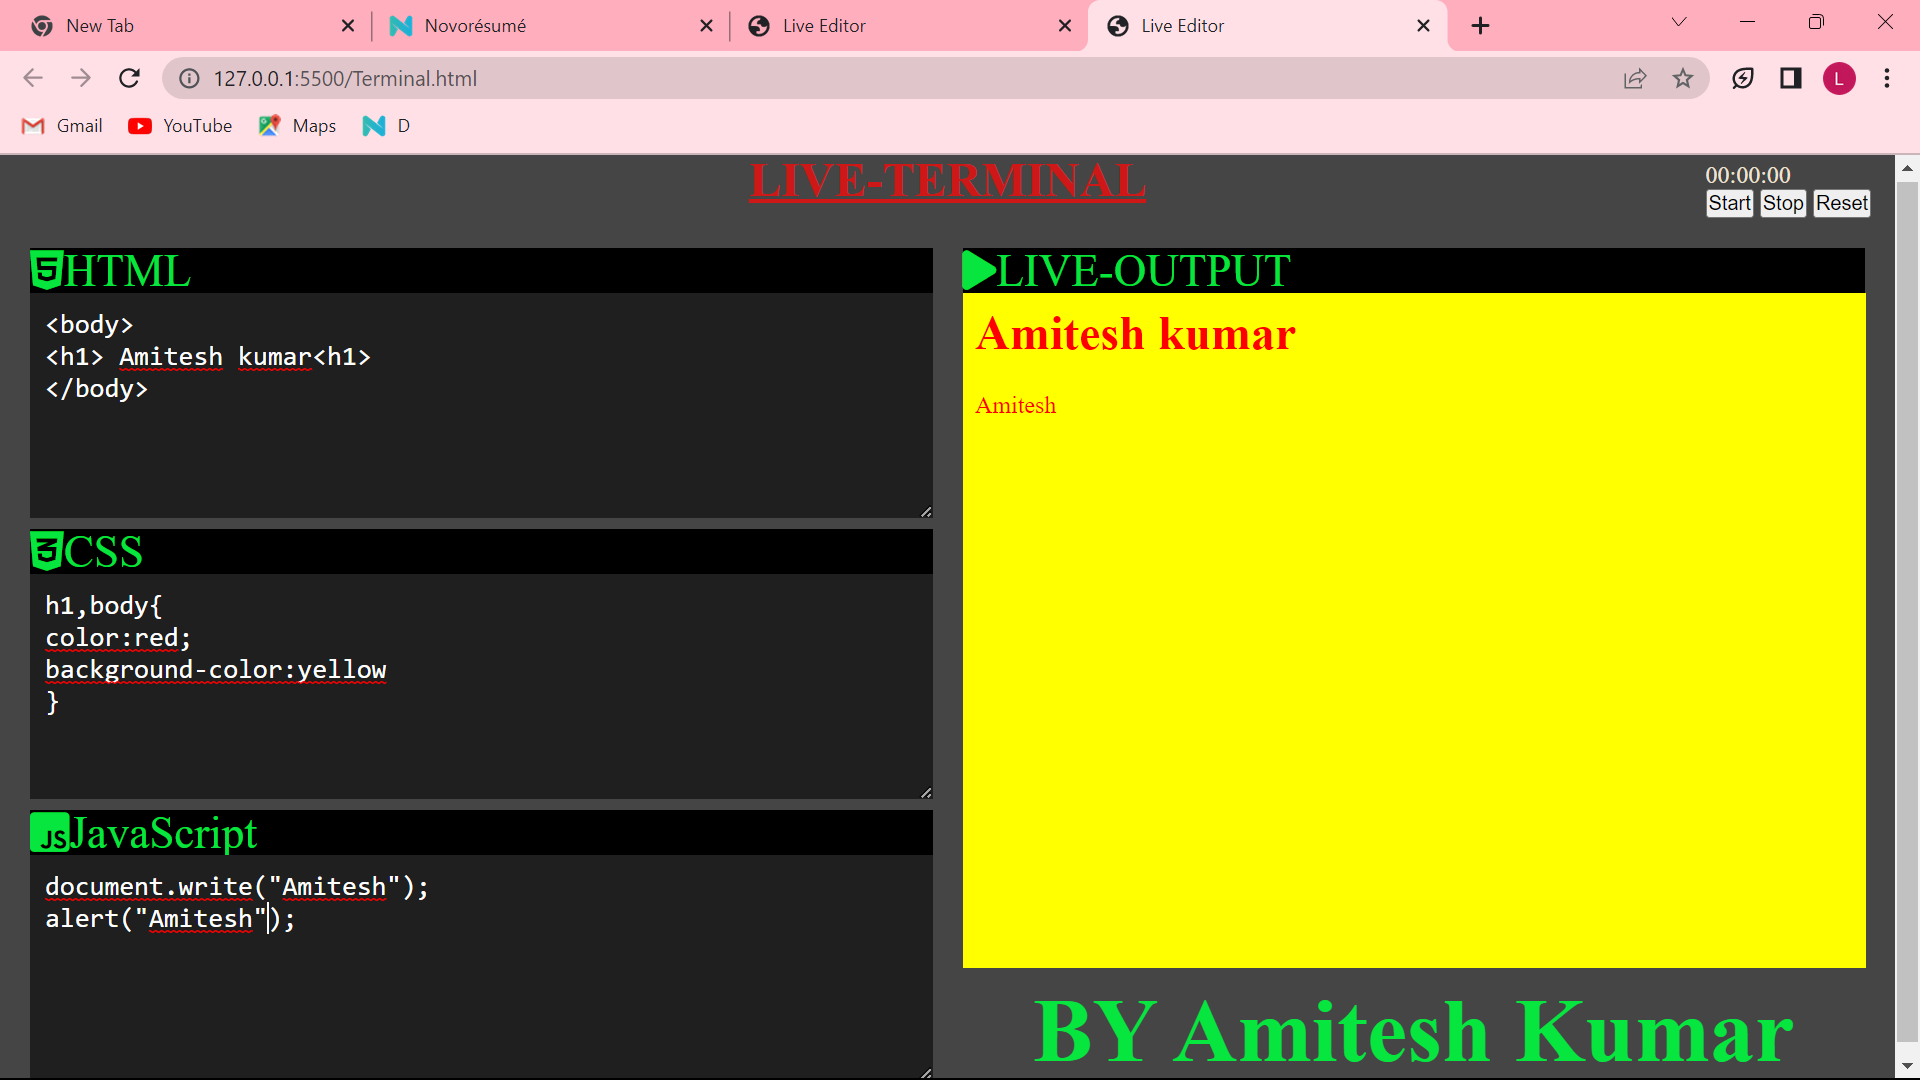 New Tab
Novorésumé
Live Editor
Live Editor
127.0.0.1:5500/Terminal.html
L
Gmail
YouTube
Maps
D
LIVE-TERMINAL
00:00:00
Start Stop Reset
HTML
<body>
<h1> Amitesh kumar<h1>
</body>
CSS
h1,body{
color:red;
background-color:yellow
}
JS JavaScript
document.write("Amitesh");
alert("Amitesh");
LIVE-OUTPUT
Amitesh kumar
Amitesh
BY Amitesh Kumar